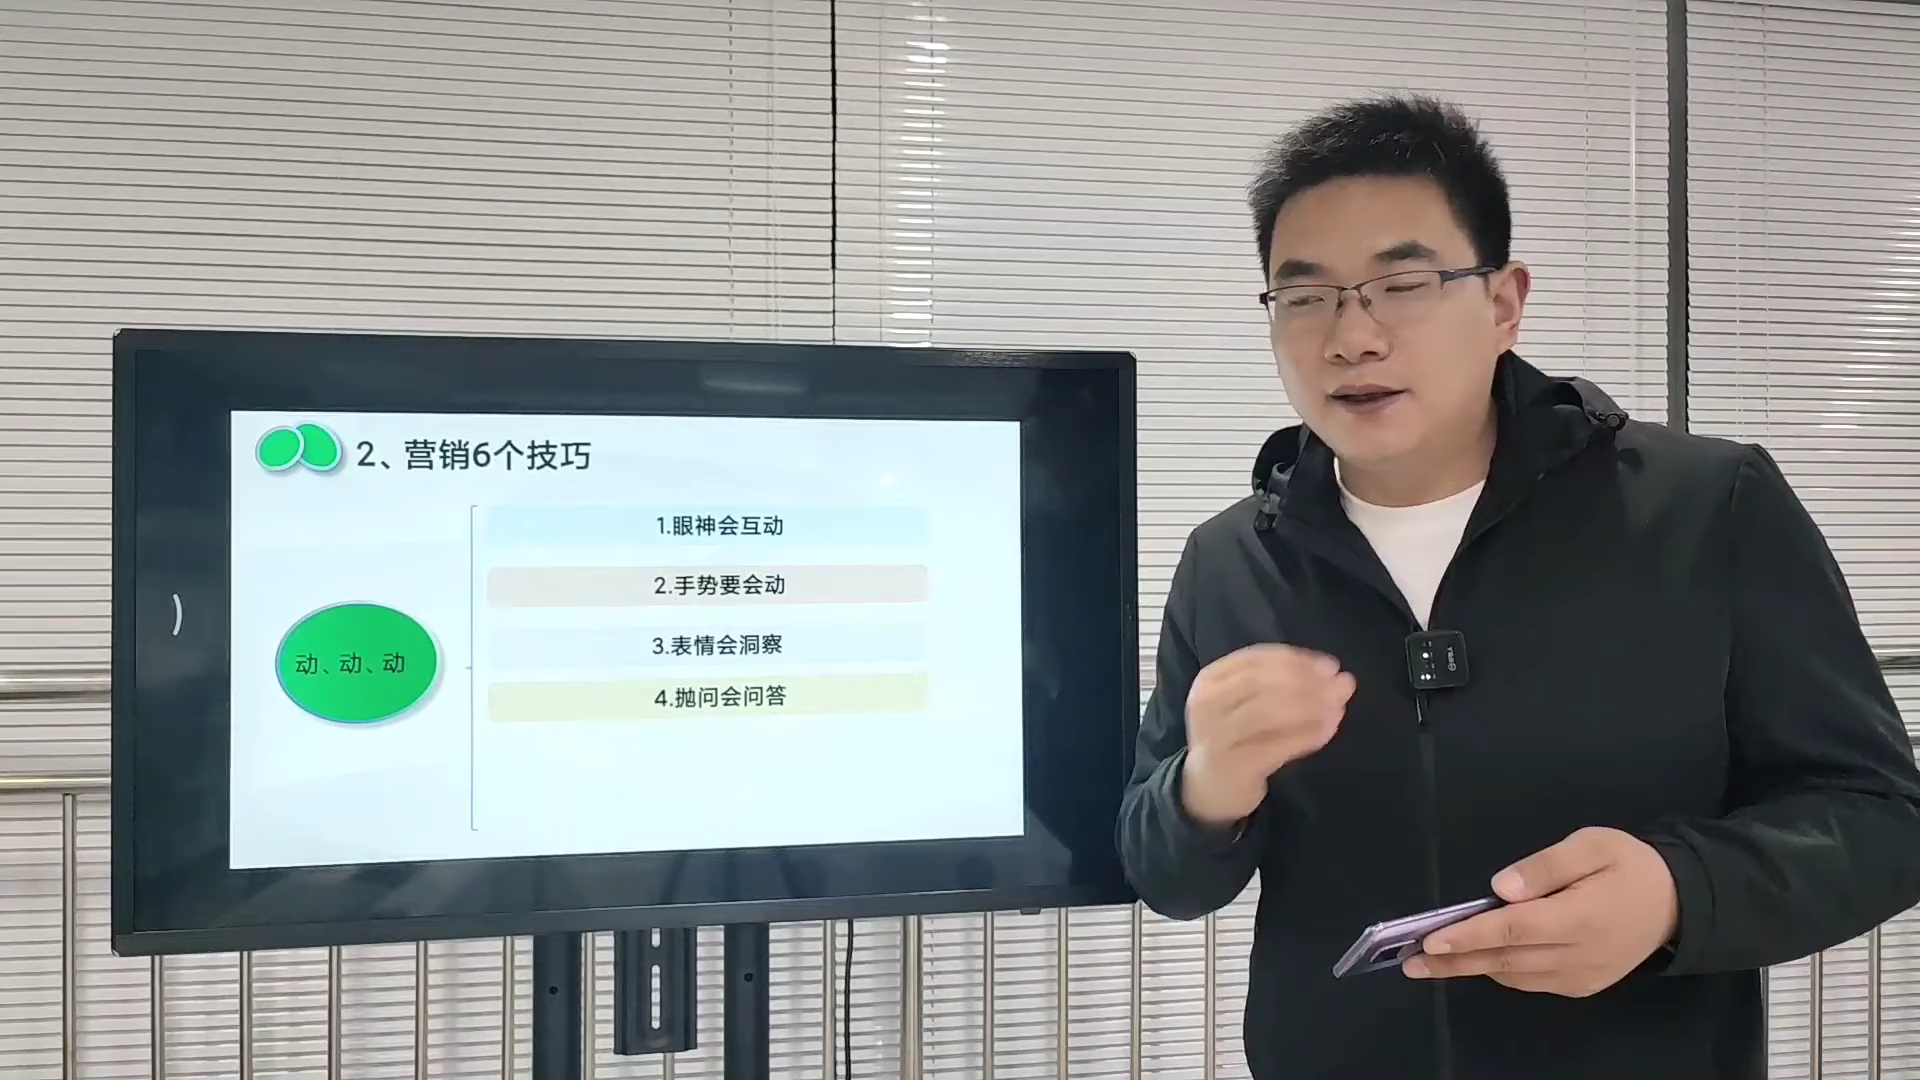 2、营销6个技巧
1.眼神会互动
2.手势要会动
3.表情会洞察
4.抛问会问答
动、动、动